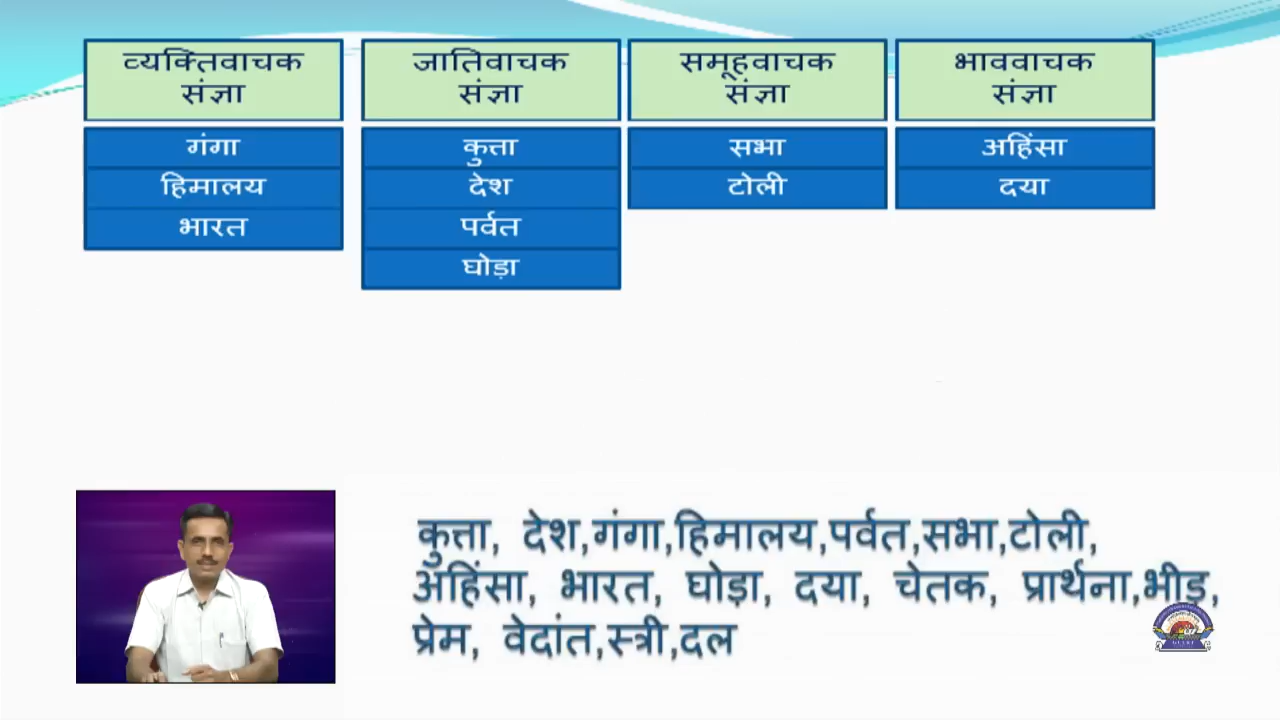 व्यक्तिवाचक संज्ञा
गंगा
हिमालय
भारत
जातिवाचक संज्ञा
कुत्ता
देश
पर्वत
घोड़ा
समूहवाचक संज्ञा
सभा
टोली
भाववाचक संज्ञा
अहिंसा
दया
कुत्ता, देश,गंगा,हिमालय,पर्वत,सभा,टोली,
अहिंसा, भारत, घोड़ा, दया, चेतक, प्रार्थना,भीड़,
प्रेम, वेदांत,स्त्री,दल